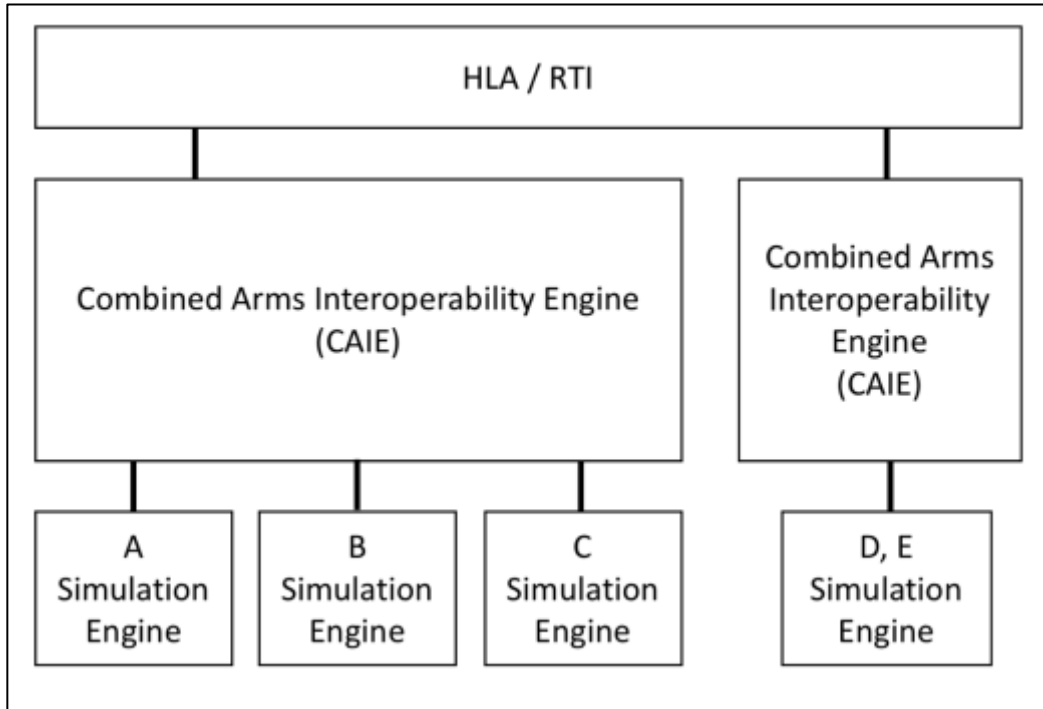 HLA / RTI
Combined Arms Interoperability Engine
(CAIE)
Combined Arms
Interoperability
Engine
(CAIE)
A
Simulation
Engine
B
Simulation
Engine
C
Simulation
Engine
D, E
Simulation
Engine